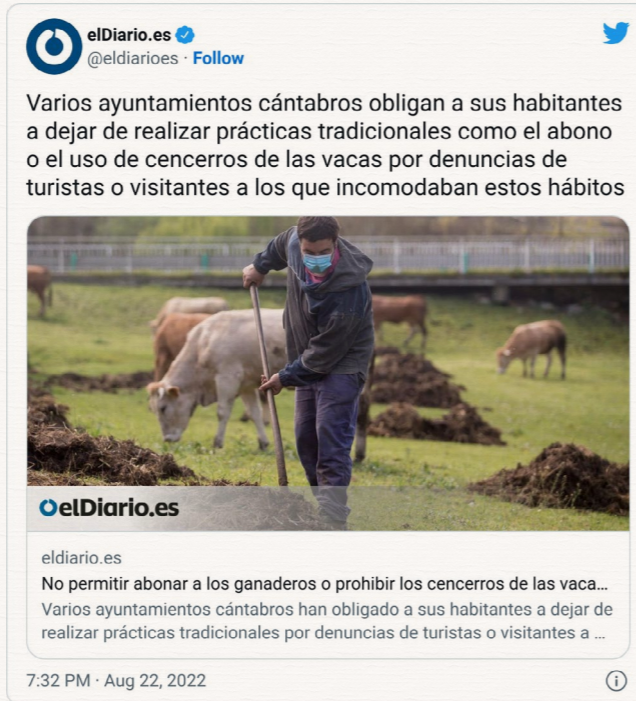 elDiario.es
@eldiarioes · Follow
Varios ayuntamientos cántabros obligan a sus habitantes
a dejar de realizar prácticas tradicionales como el abono
o el uso de cencerros de las vacas por denuncias de
turistas o visitantes a los que incomodaban estos hábitos
elDiario.es
eldiario.es
No permitir abonar a los ganaderos o prohibir los cencerros de las vaca...
Varios ayuntamientos cántabros han obligado a sus habitantes a dejar de
realizar prácticas tradicionales por denuncias de turistas o visitantes a ...
7:32 PM · Aug 22, 2022